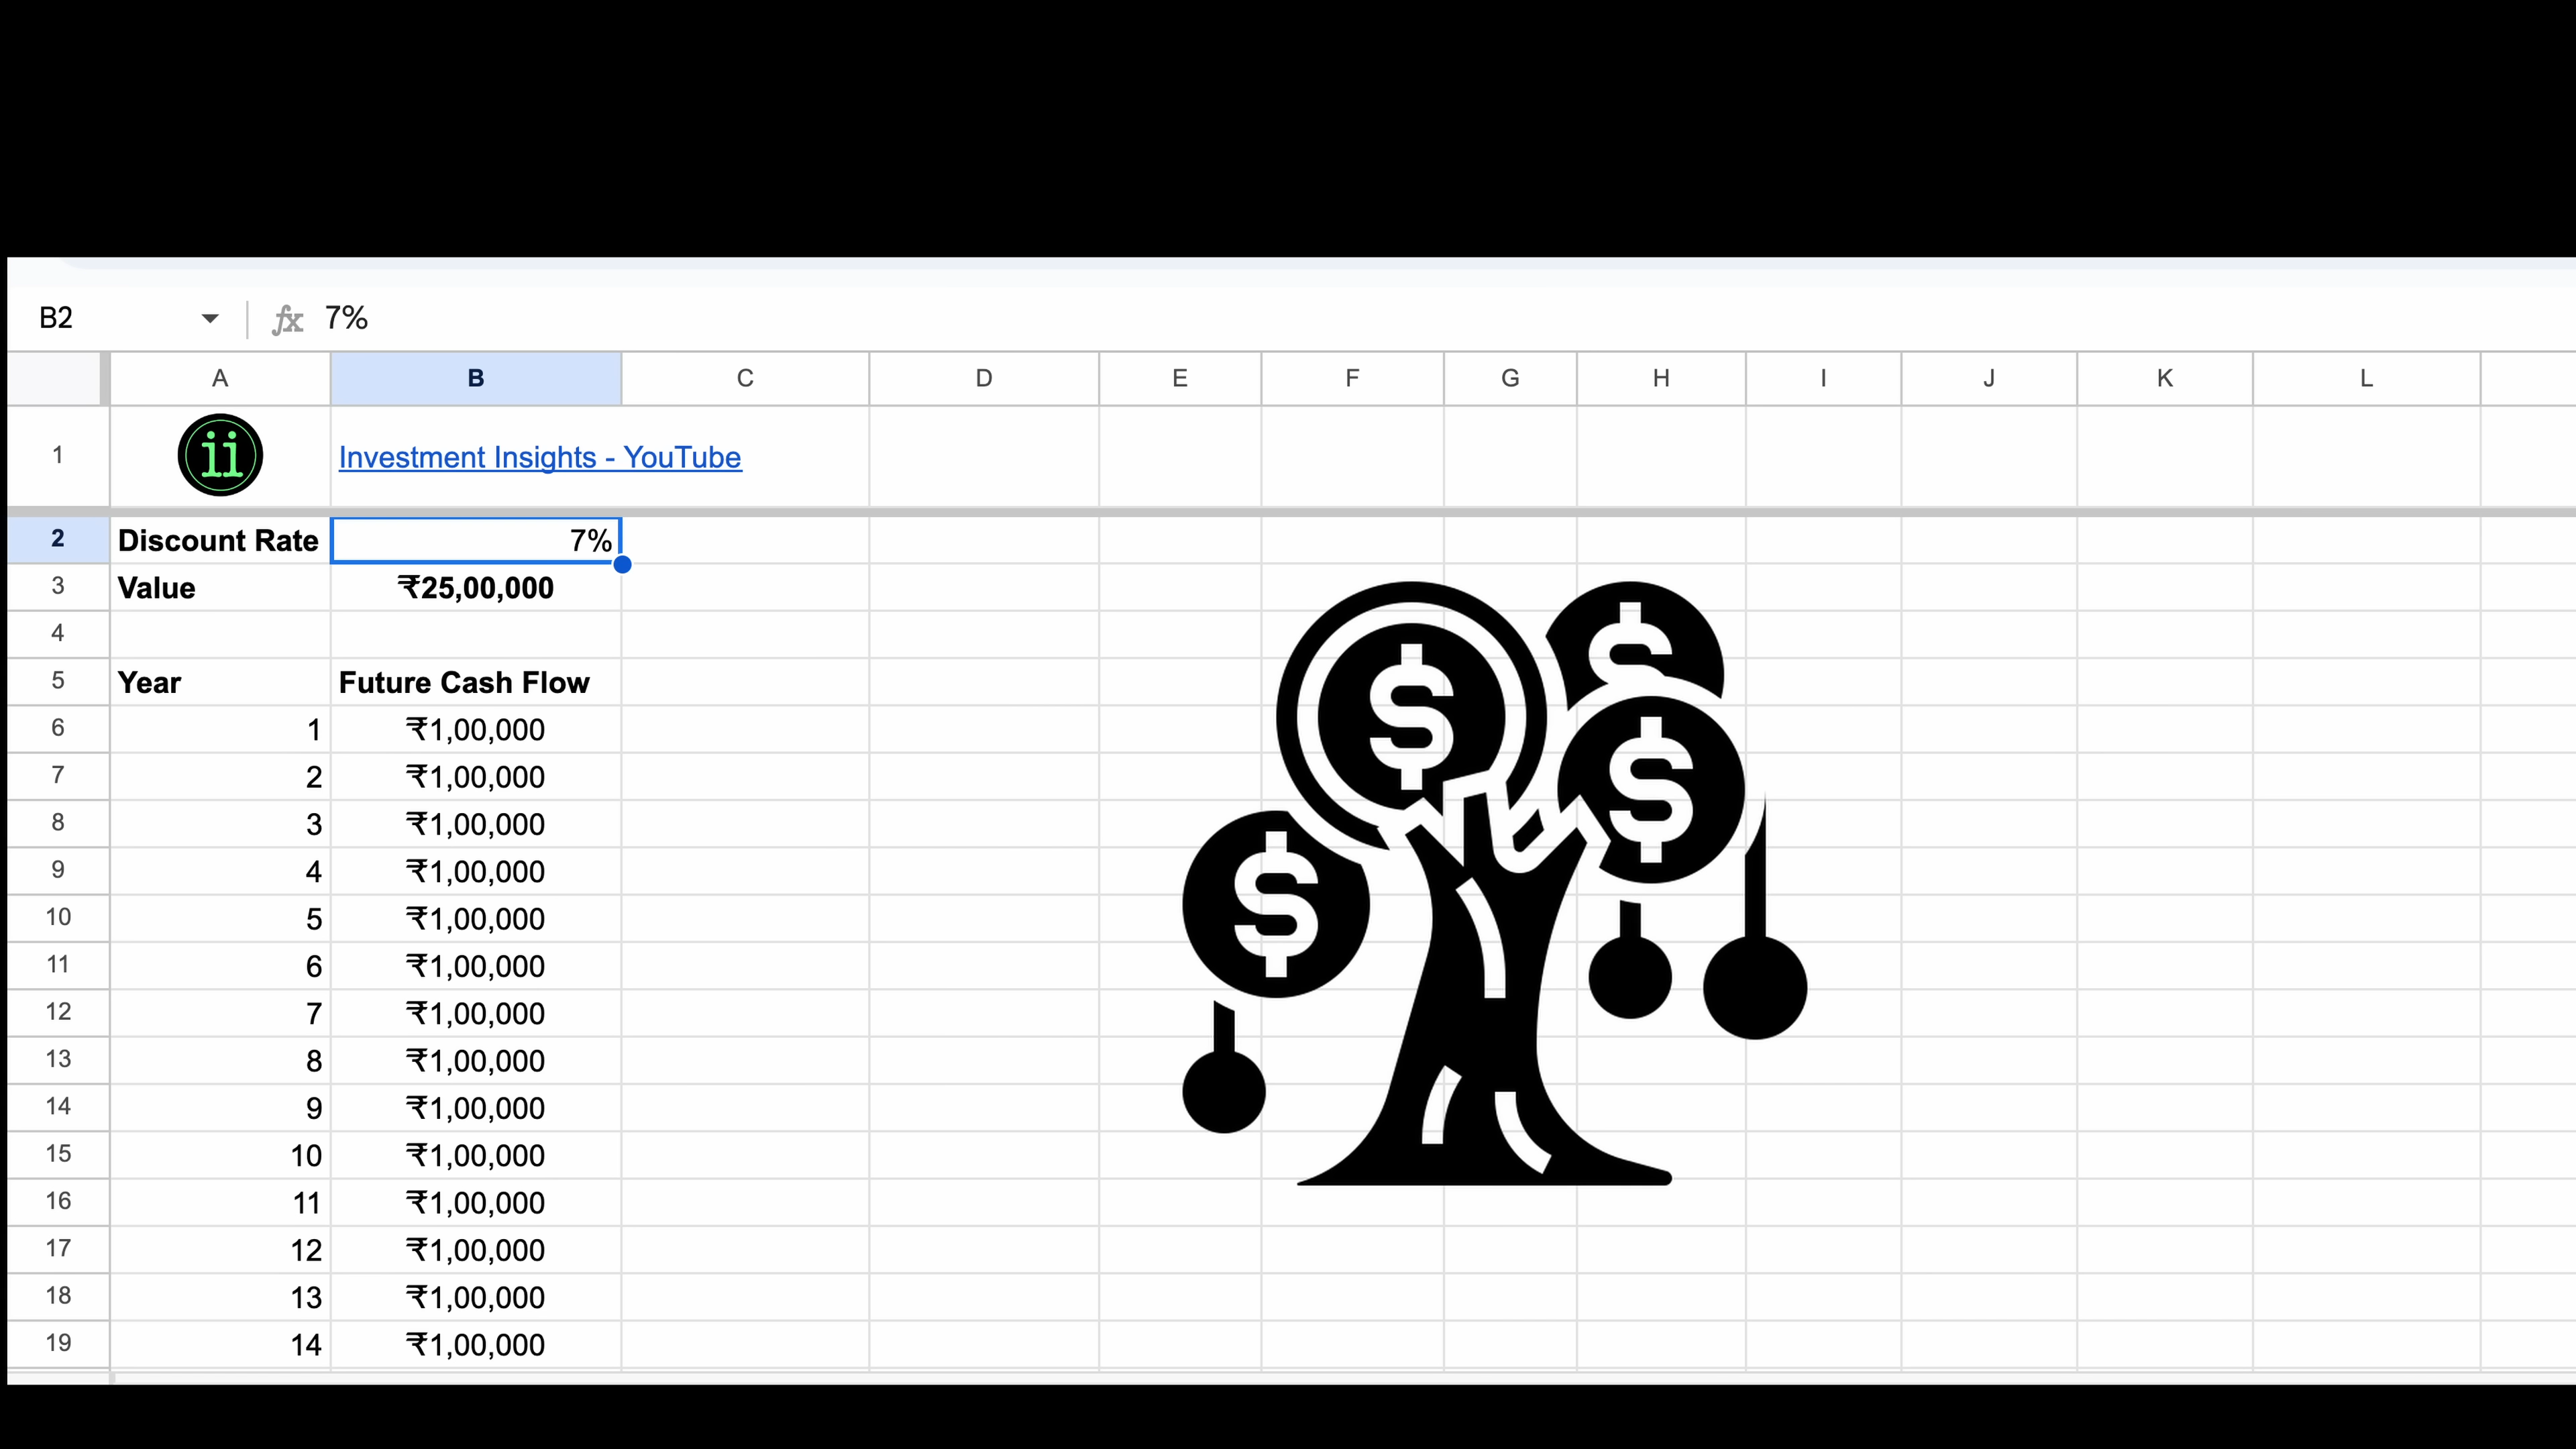 B2 fx 7%
A B C D E F G H I J K L
1 ii Investment Insights - YouTube
2 Discount Rate 7%
3 Value ₹25,00,000
4
5 Year Future Cash Flow
6 1 ₹1,00,000
7 2 ₹1,00,000
8 3 ₹1,00,000
9 4 ₹1,00,000
10 5 ₹1,00,000
11 6 ₹1,00,000
12 7 ₹1,00,000
13 8 ₹1,00,000
14 9 ₹1,00,000
15 10 ₹1,00,000
16 11 ₹1,00,000
17 12 ₹1,00,000
18 13 ₹1,00,000
19 14 ₹1,00,000
$ $ $ $